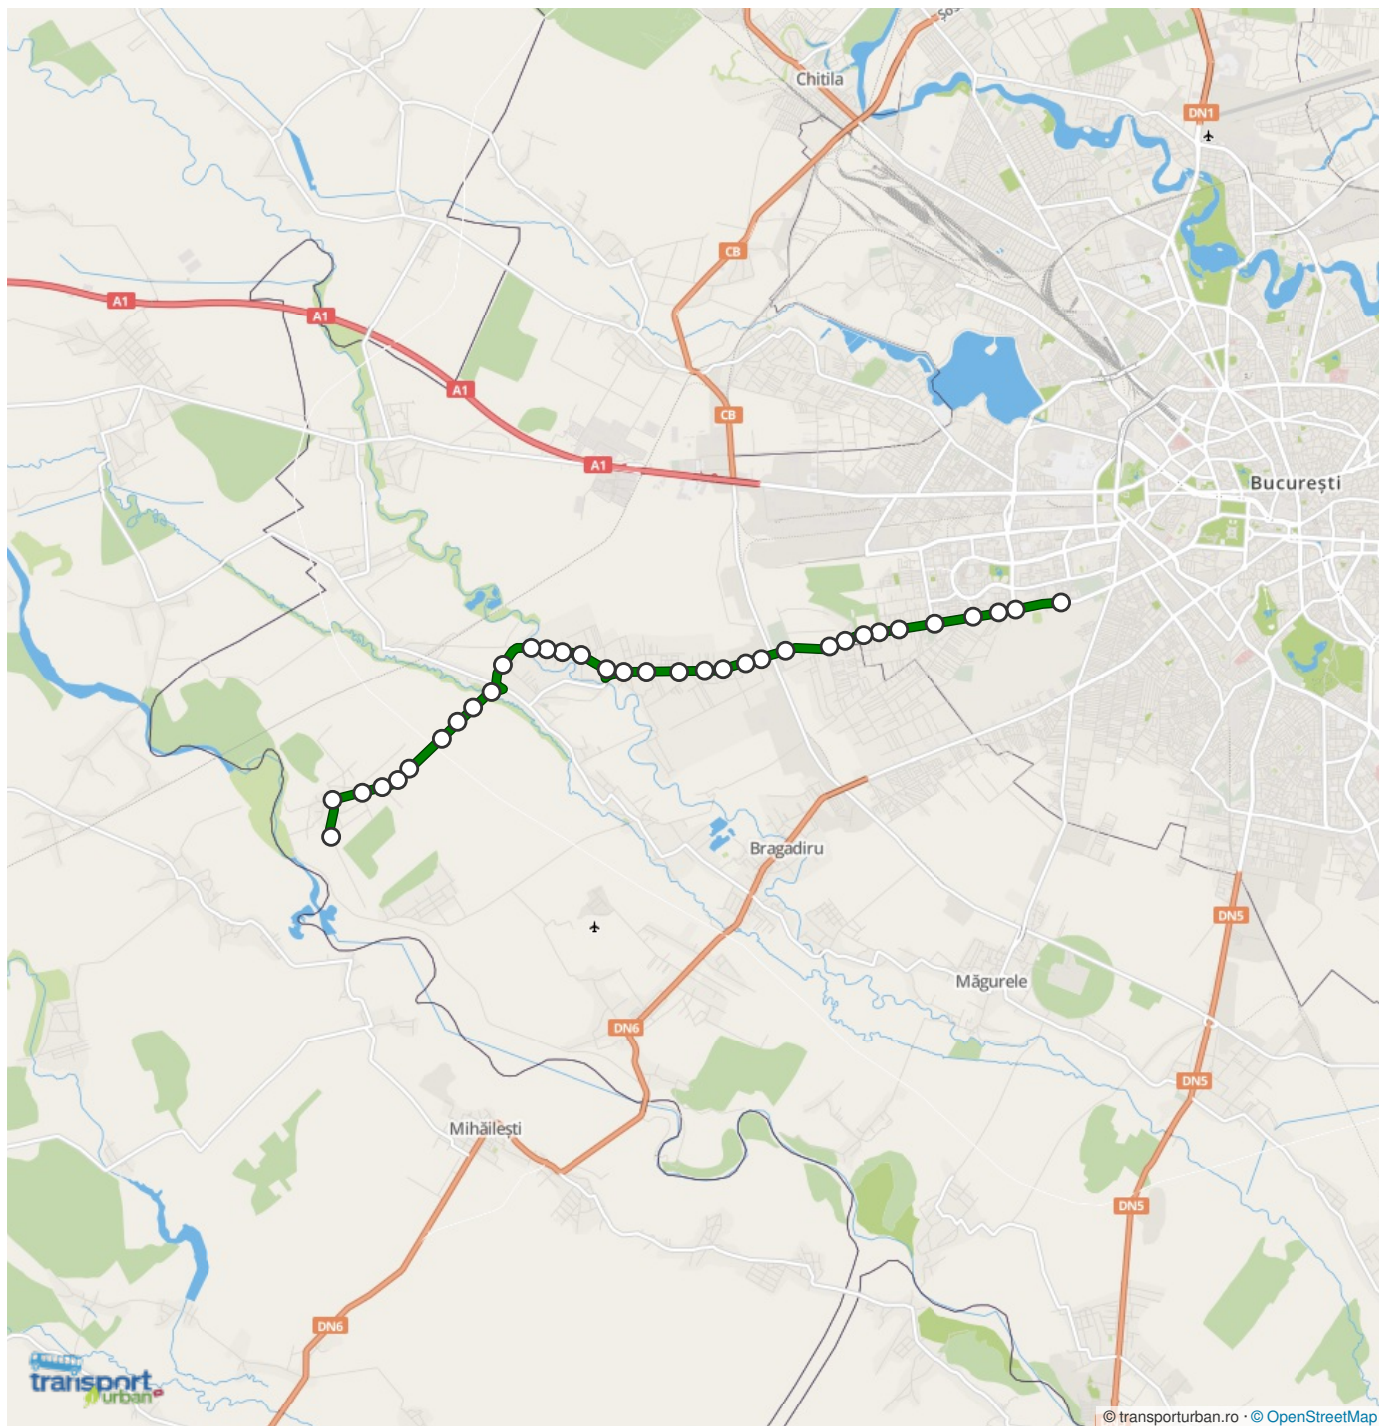 Șos
Chitila
DN1
CB
A1
A1
A1
CB
A1
București
Bragadiru
DN5
Măgurele
DN6
DN5
Mihăilești
DN5
DN6
transport
urban
© transporturban.ro · © OpenStreetMap